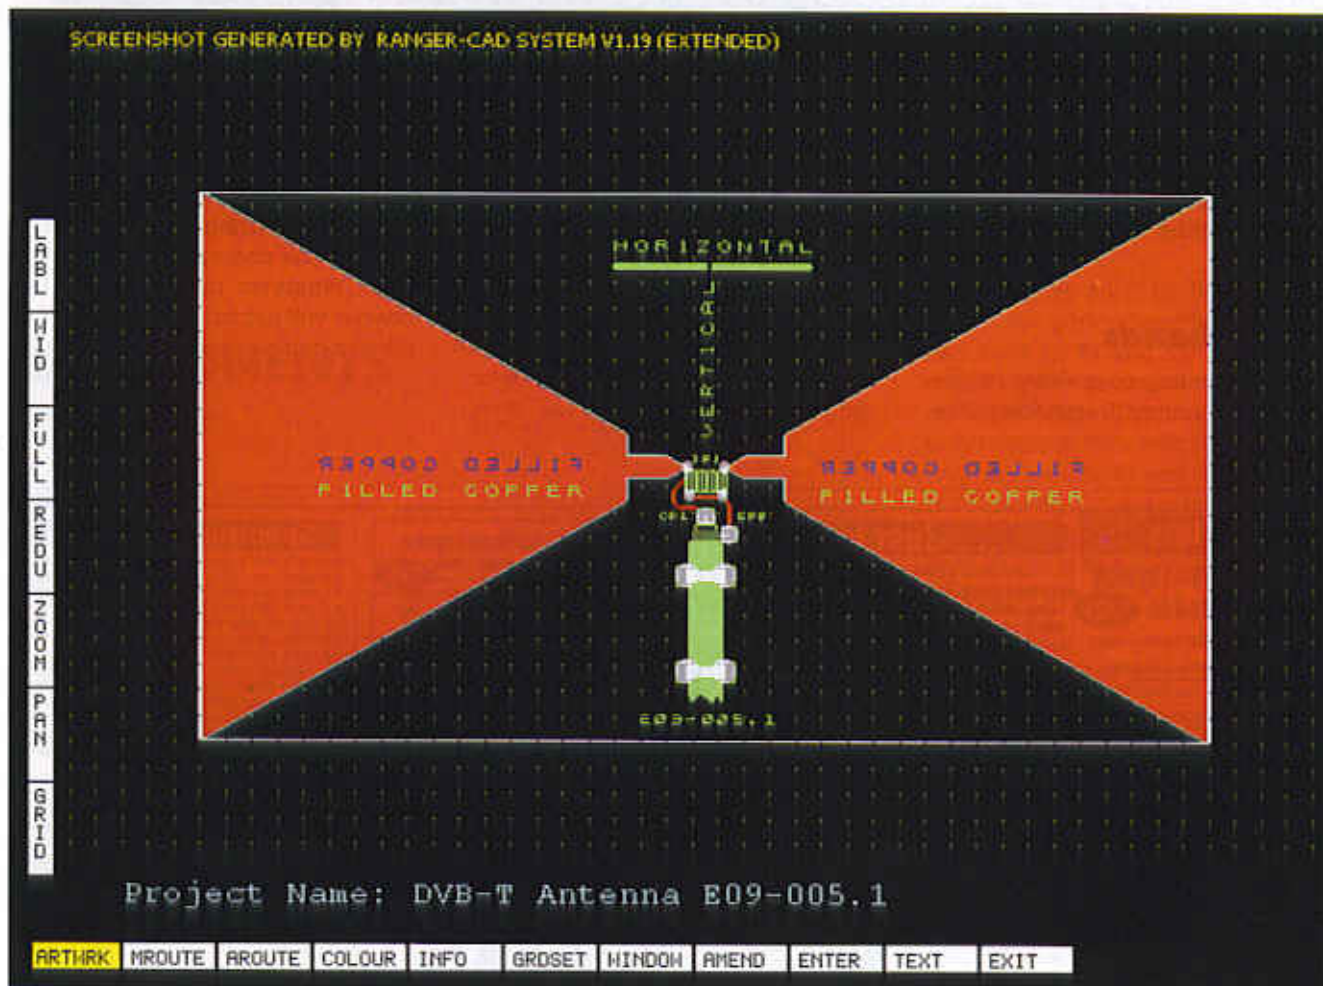 SCREENSHOT GENERATED BY RANGER-CAD SYSTEM V1.19 (EXTENDED)
HORIZONTAL
VERTICAL
FILLED COPPER
FILLED COPPER
FILLED COPPER
FILLED COPPER
E09-005.1
LABL
WID
FULL
REDU
ZOOM
PAN
GRID
Project Name: DVB-T Antenna E09-005.1
ARTWRK MROUTE AROUTE COLOUR INFO GRDSET WINDOW AMEND ENTER TEXT EXIT